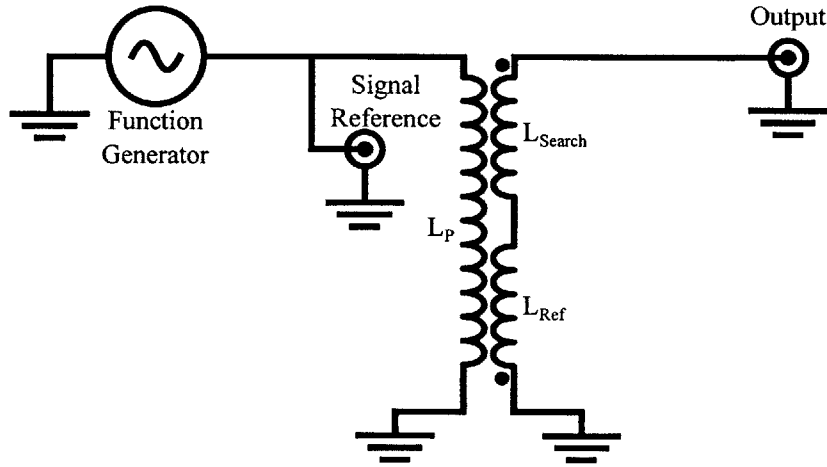 Output
Signal
Reference
Function
Generator
L_Search
L_P
L_Ref